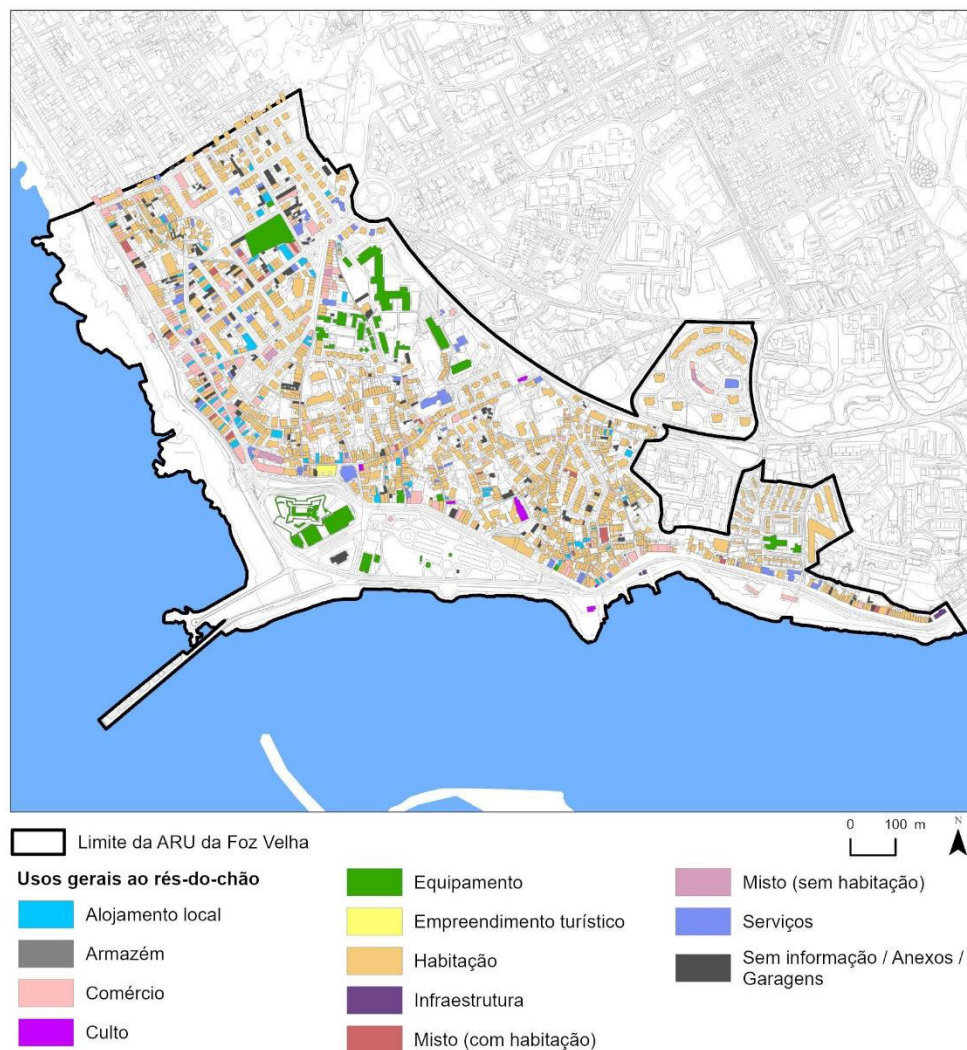 0 100 m
N
Limite da ARU da Foz Velha
Usos gerais ao rés-do-chão
Alojamento local
Armazém
Comércio
Culto
Equipamento
Empreendimento turístico
Habitação
Infraestrutura
Misto (com habitação)
Misto (sem habitação)
Serviços
Sem informação / Anexos /
Garagens